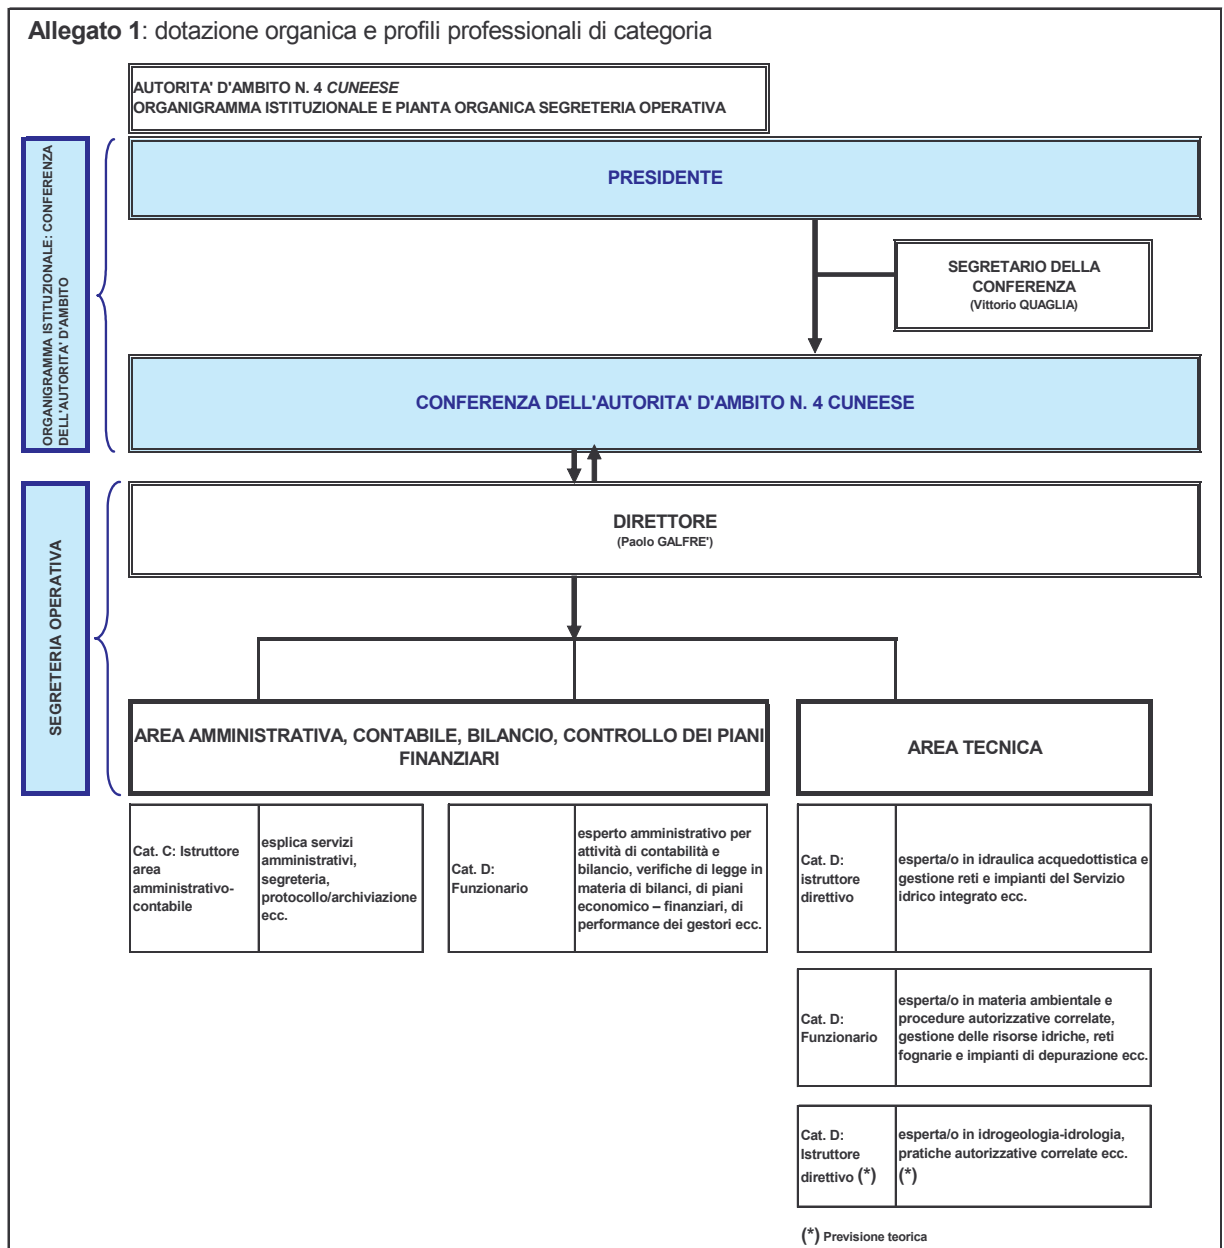 Allegato 1: dotazione organica e profili professionali di categoria
AUTORITA' D'AMBITO N. 4 CUNEESE
ORGANIGRAMMA ISTITUZIONALE E PIANTA ORGANICA SEGRETERIA OPERATIVA
ORGANIGRAMMA ISTITUZIONALE: CONFERENZA
DELL'AUTORITA' D'AMBITO
PRESIDENTE
SEGRETARIO DELLA
CONFERENZA
(Vittorio QUAGLIA)
CONFERENZA DELL'AUTORITA' D'AMBITO N. 4 CUNEESE
SEGRETERIA OPERATIVA
DIRETTORE
(Paolo GALFRE')
AREA AMMINISTRATIVA, CONTABILE, BILANCIO, CONTROLLO DEI PIANI
FINANZIARI
AREA TECNICA
Cat. C: Istruttore
area
amministrativo-
contabile
esplica servizi
amministrativi,
segreteria,
protocollo/archiviazione
ecc.
Cat. D:
Funzionario
esperto amministrativo per
attività di contabilità e
bilancio, verifiche di legge in
materia di bilanci, di piani
economico – finanziari, di
performance dei gestori ecc.
Cat. D:
istruttore
direttivo
esperta/o in idraulica acquedottistica e
gestione reti e impianti del Servizio
idrico integrato ecc.
Cat. D:
Funzionario
esperta/o in materia ambientale e
procedure autorizzative correlate,
gestione delle risorse idriche, reti
fognarie e impianti di depurazione ecc.
Cat. D:
Istruttore
direttivo (*)
esperta/o in idrogeologia-idrologia,
pratiche autorizzative correlate ecc.
(*)
(*) Previsione teorica